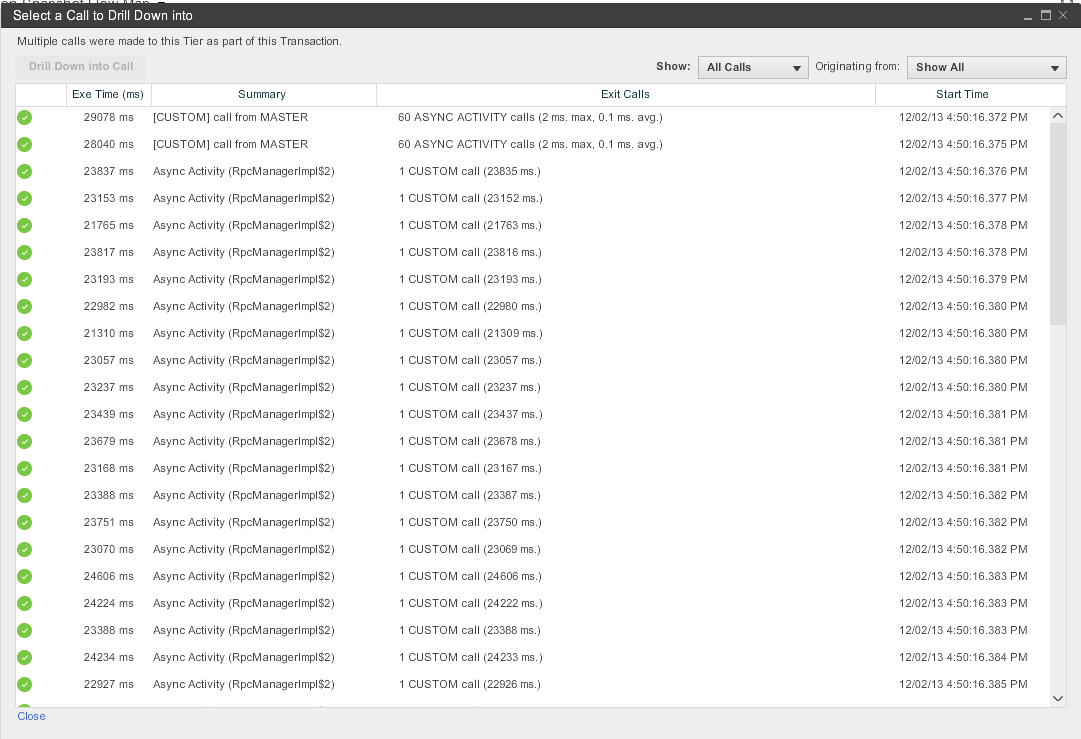 Select a Call to Drill Down into
Multiple calls were made to this Tier as part of this Transaction.
Drill Down into Call Show: All Calls Originating from: Show All
Exe Time (ms) Summary Exit Calls Start Time
29078 ms [CUSTOM] call from MASTER 60 ASYNC ACTIVITY calls (2 ms. max, 0.1 ms. avg.) 12/02/13 4:50:16.372 PM
28040 ms [CUSTOM] call from MASTER 60 ASYNC ACTIVITY calls (2 ms. max, 0.1 ms. avg.) 12/02/13 4:50:16.375 PM
23837 ms Async Activity (RpcManagerImpl$2) 1 CUSTOM call (23835 ms.) 12/02/13 4:50:16.376 PM
23153 ms Async Activity (RpcManagerImpl$2) 1 CUSTOM call (23152 ms.) 12/02/13 4:50:16.377 PM
21765 ms Async Activity (RpcManagerImpl$2) 1 CUSTOM call (21763 ms.) 12/02/13 4:50:16.378 PM
23817 ms Async Activity (RpcManagerImpl$2) 1 CUSTOM call (23816 ms.) 12/02/13 4:50:16.378 PM
23193 ms Async Activity (RpcManagerImpl$2) 1 CUSTOM call (23193 ms.) 12/02/13 4:50:16.379 PM
22982 ms Async Activity (RpcManagerImpl$2) 1 CUSTOM call (22980 ms.) 12/02/13 4:50:16.380 PM
21310 ms Async Activity (RpcManagerImpl$2) 1 CUSTOM call (21309 ms.) 12/02/13 4:50:16.380 PM
23057 ms Async Activity (RpcManagerImpl$2) 1 CUSTOM call (23057 ms.) 12/02/13 4:50:16.380 PM
23237 ms Async Activity (RpcManagerImpl$2) 1 CUSTOM call (23237 ms.) 12/02/13 4:50:16.380 PM
23439 ms Async Activity (RpcManagerImpl$2) 1 CUSTOM call (23437 ms.) 12/02/13 4:50:16.381 PM
23679 ms Async Activity (RpcManagerImpl$2) 1 CUSTOM call (23678 ms.) 12/02/13 4:50:16.381 PM
23168 ms Async Activity (RpcManagerImpl$2) 1 CUSTOM call (23167 ms.) 12/02/13 4:50:16.381 PM
23388 ms Async Activity (RpcManagerImpl$2) 1 CUSTOM call (23387 ms.) 12/02/13 4:50:16.382 PM
23751 ms Async Activity (RpcManagerImpl$2) 1 CUSTOM call (23750 ms.) 12/02/13 4:50:16.382 PM
23070 ms Async Activity (RpcManagerImpl$2) 1 CUSTOM call (23069 ms.) 12/02/13 4:50:16.382 PM
24606 ms Async Activity (RpcManagerImpl$2) 1 CUSTOM call (24606 ms.) 12/02/13 4:50:16.383 PM
24224 ms Async Activity (RpcManagerImpl$2) 1 CUSTOM call (24222 ms.) 12/02/13 4:50:16.383 PM
23388 ms Async Activity (RpcManagerImpl$2) 1 CUSTOM call (23388 ms.) 12/02/13 4:50:16.383 PM
24234 ms Async Activity (RpcManagerImpl$2) 1 CUSTOM call (24233 ms.) 12/02/13 4:50:16.384 PM
22927 ms Async Activity (RpcManagerImpl$2) 1 CUSTOM call (22926 ms.) 12/02/13 4:50:16.385 PM
Close